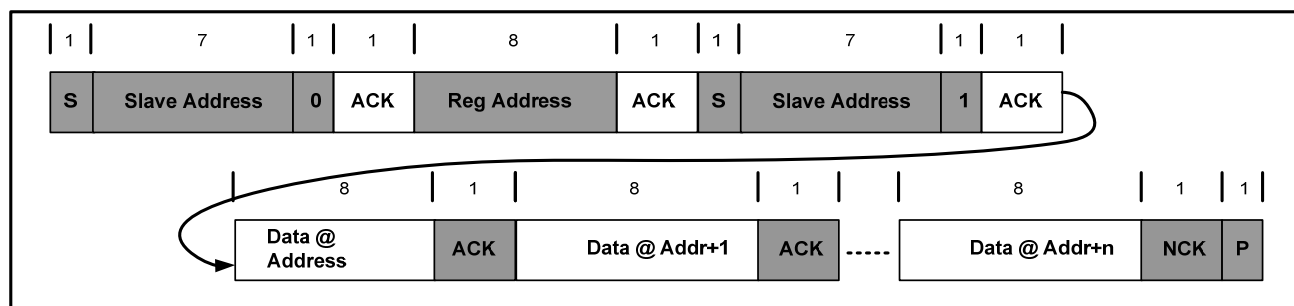 1 7 1 1 8 1 1 7 1 1
S Slave Address 0 ACK Reg Address ACK S Slave Address 1 ACK
8 1 8 1 8 1 1
Data @ Address ACK Data @ Addr+1 ACK ..... Data @ Addr+n NCK P